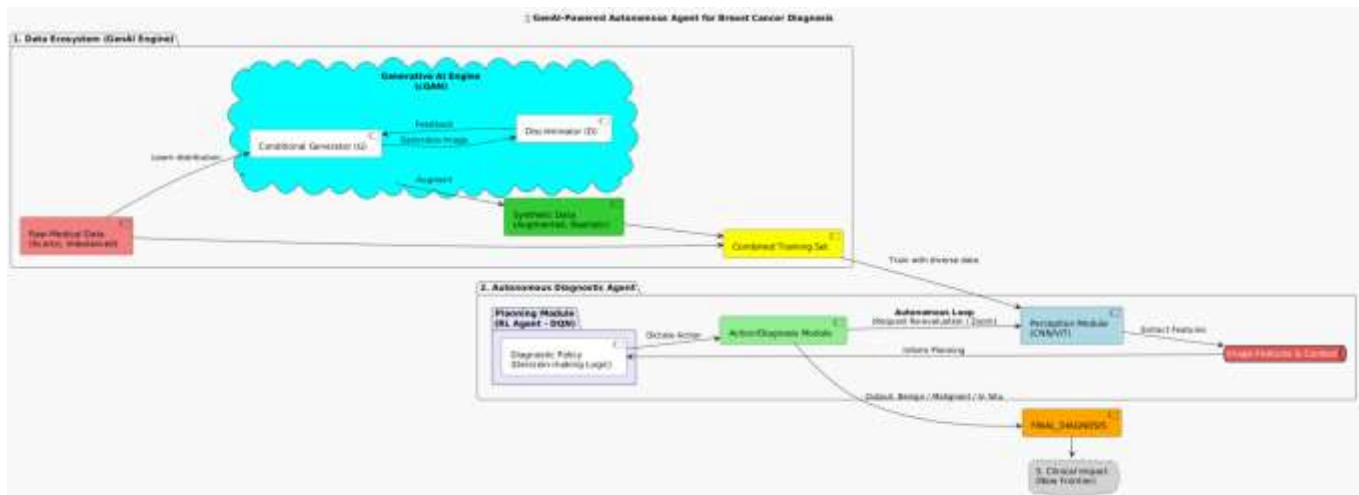 GenAI-Powered Autonomous Agent for Breast Cancer Diagnosis
1. Data Ecosystem (GenAI Engine)
Generative AI Engine
(cGAN)
Feedback
Discriminator (D)
Conditional Generator (G)
Generates Image
Learn distribution
Augment
Synthetic Data
(Augmented, Realistic)
Raw Medical Data
(Scarce, Imbalanced)
Combined Training Set
Train with diverse data
2. Autonomous Diagnostic Agent
Planning Module
(RL Agent - DQN)
Autonomous Loop
(Request Re-evaluation / Zoom)
Dictate Action
Action/Diagnosis Module
Perception Module
(CNN/ViT)
Extract Features
Inform Planning
Image Features & Context
Diagnostic Policy
(Decision-making Logic)
Output: Benign / Malignant / In Situ
FINAL_DIAGNOSIS
3. Clinical Impact
(New Frontier)